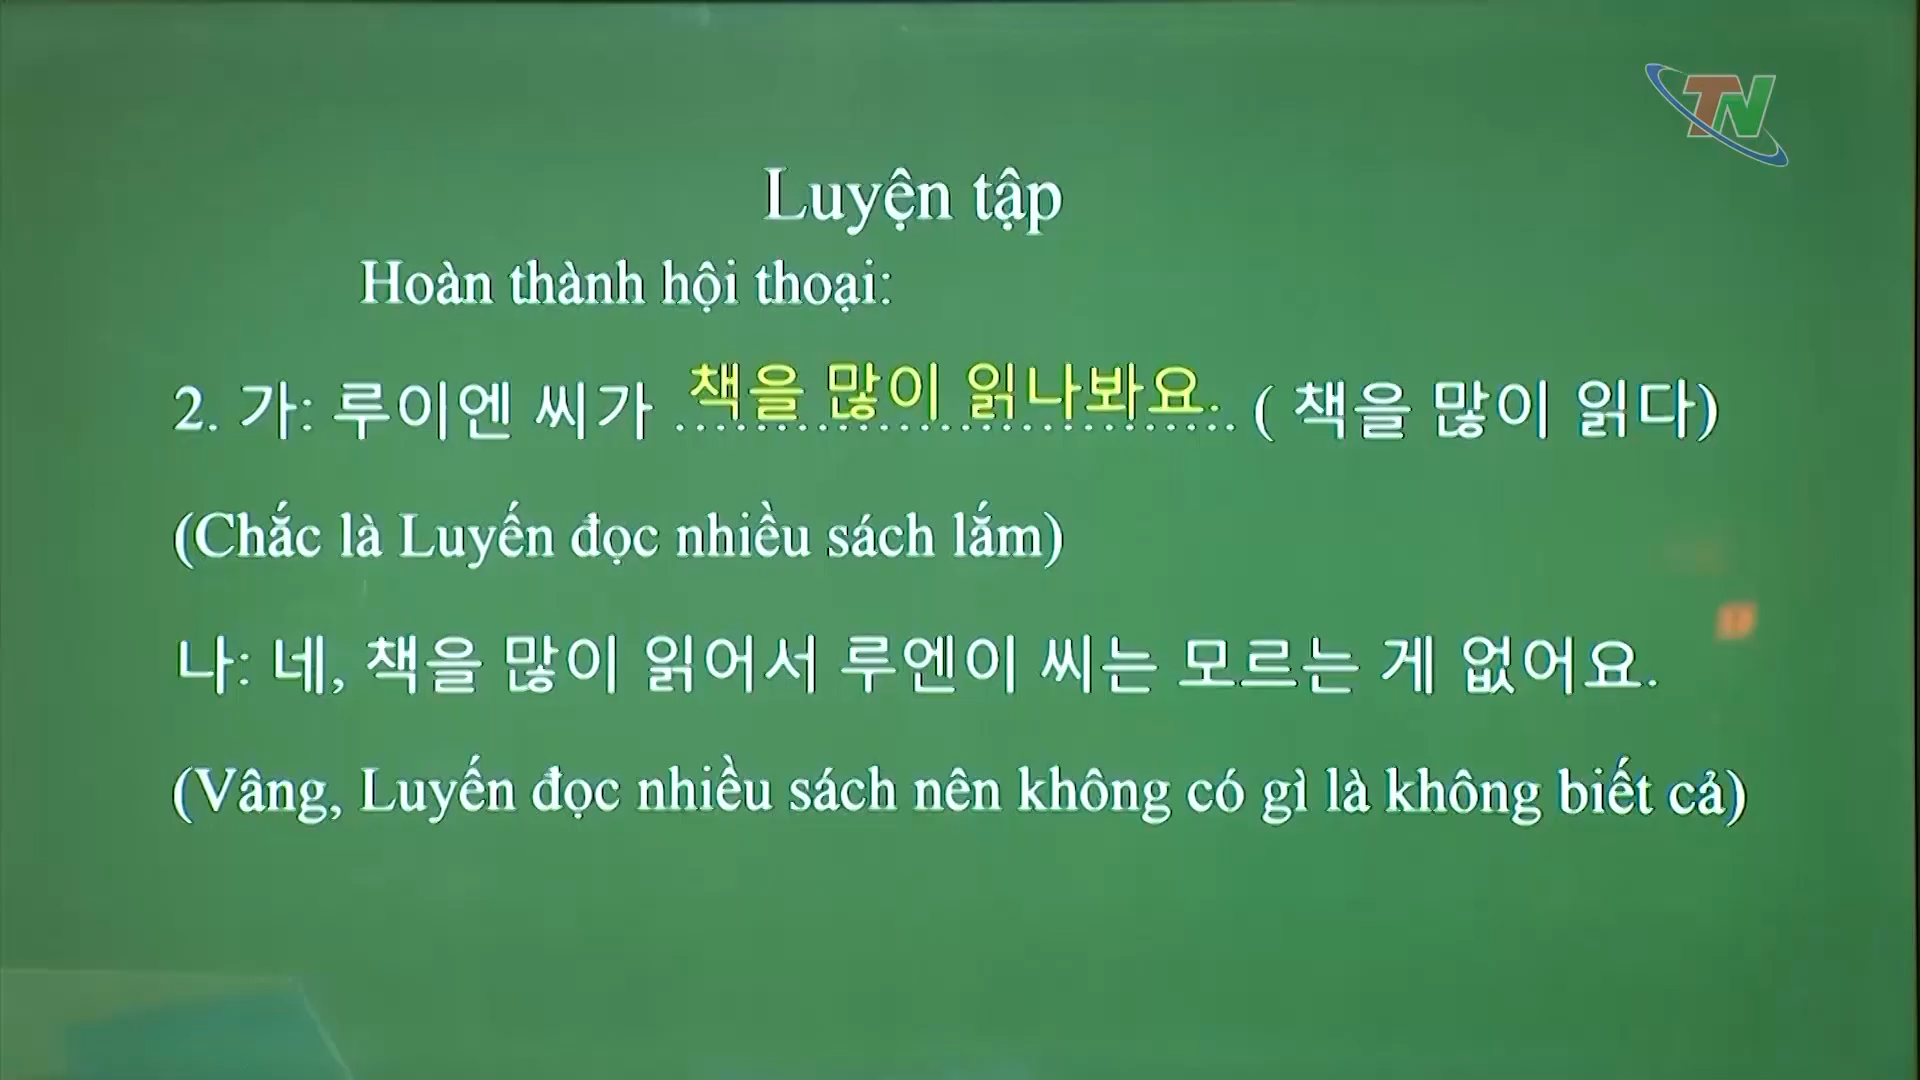 TN
Luyện tập
Hoàn thành hội thoại:
2. 가: 루이엔 씨가 책을 많이 읽나봐요. ( 책을 많이 읽다)
(Chắc là Luyến đọc nhiều sách lắm)
나: 네, 책을 많이 읽어서 루엔이 씨는 모르는 게 없어요.
(Vâng, Luyến đọc nhiều sách nên không có gì là không biết cả)